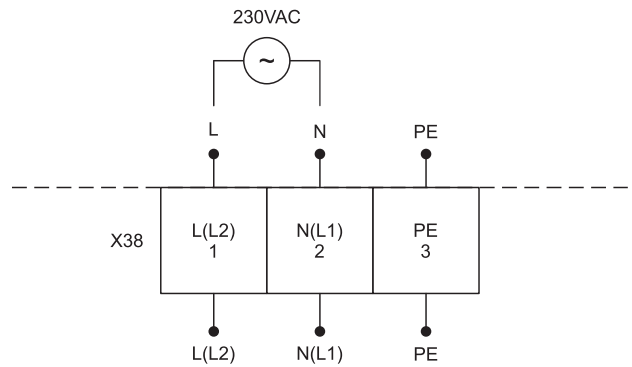 230VAC
~
L N PE
X38
L(L2) N(L1) PE
1 2 3
L(L2) N(L1) PE